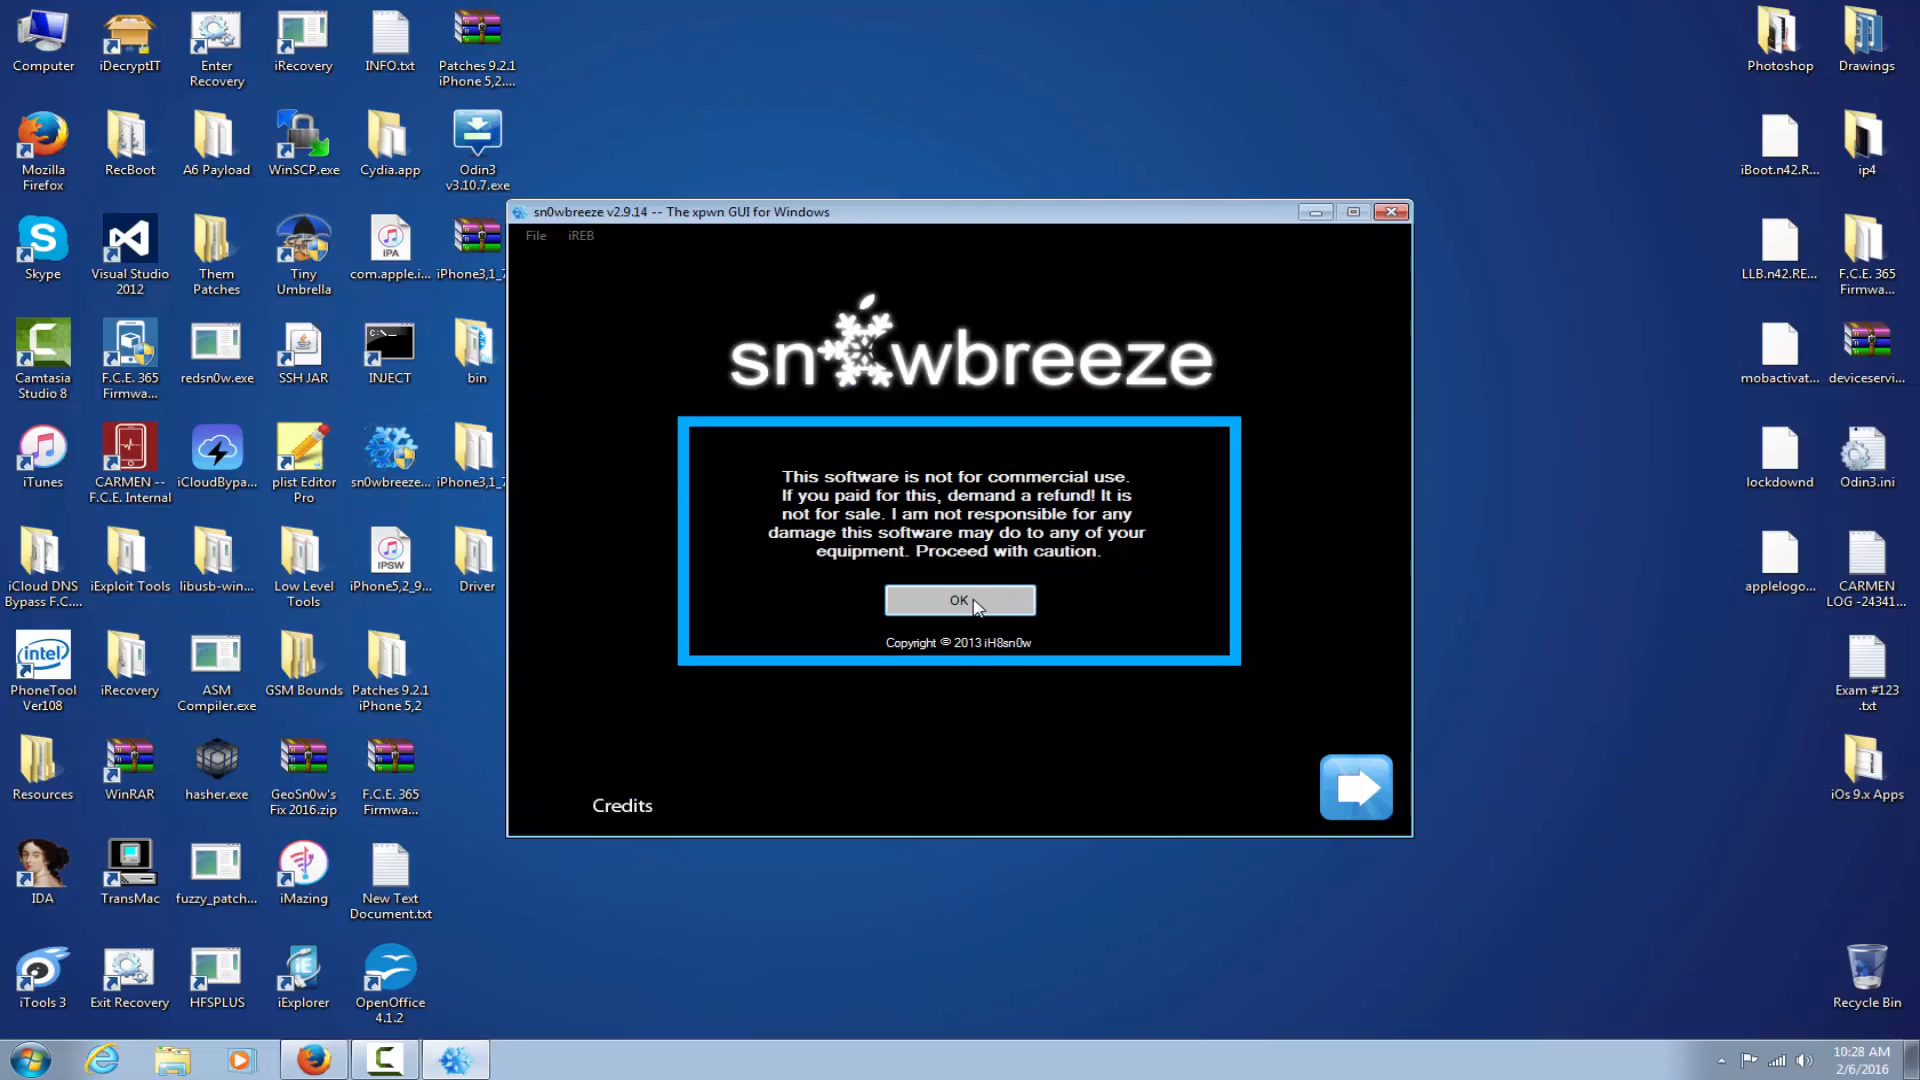 Computer
iDecryptIT
Enter
Recovery
iRecovery
INFO.txt
Patches 9.2.1
iPhone 5,2....
Photoshop
Drawings
Mozilla
Firefox
RecBoot
A6 Payload
WinSCP.exe
Cydia.app
Odin3
v3.10.7.exe
iBoot.n42.R...
ip4
sn0wbreeze v2.9.14 -- The xpwn GUI for Windows
File iREB
Skype
Visual Studio
2012
Them
Patches
Tiny
Umbrella
IPA
com.apple.i...
iPhone3,1_7
LLB.n42.RE...
F.C.E. 365
Firmwa...
sn0wbreeze
Camtasia
Studio 8
F.C.E. 365
Firmwa...
redsn0w.exe
SSH JAR
C:\_
INJECT
bin
mobactivat...
deviceservi...
This software is not for commercial use.
If you paid for this, demand a refund! It is
not for sale. I am not responsible for any
damage this software may do to any of your
equipment. Proceed with caution.
OK
Copyright © 2013 iH8sn0w
iTunes
CARMEN --
F.C.E. Internal
iCloudBypa...
plist Editor
Pro
sn0wbreeze...
iPhone3,1_7
lockdownd
Odin3.ini
iCloud DNS
Bypass F.C....
iExploit Tools
libusb-win...
Low Level
Tools
IPSW
iPhone5,2_9...
Driver
applelogo...
CARMEN
LOG -24341...
intel
PhoneTool
Ver108
iRecovery
ASM
Compiler.exe
GSM Bounds
Patches 9.2.1
iPhone 5,2
Exam #123
.txt
Resources
WinRAR
hasher.exe
GeoSn0w's
Fix 2016.zip
F.C.E. 365
Firmwa...
Credits
iOs 9.x Apps
IDA
TransMac
fuzzy_patch...
iMazing
New Text
Document.txt
iTools 3
Exit Recovery
HFSPLUS
iE
iExplorer
OpenOffice
4.1.2
Recycle Bin
10:28 AM
2/6/2016